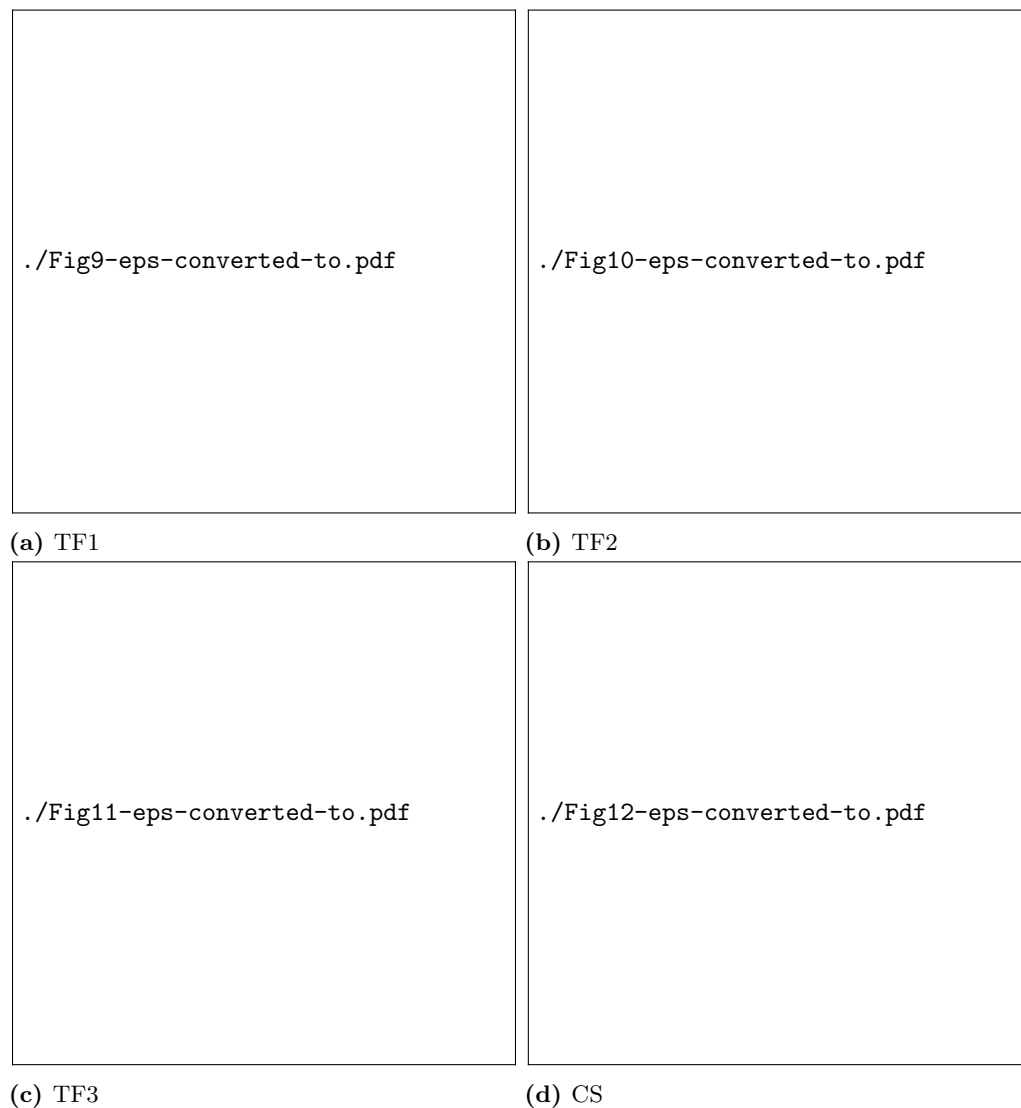 ./Fig9-eps-converted-to.pdf
./Fig10-eps-converted-to.pdf
(a) TF1
(b) TF2
./Fig11-eps-converted-to.pdf
./Fig12-eps-converted-to.pdf
(c) TF3
(d) CS